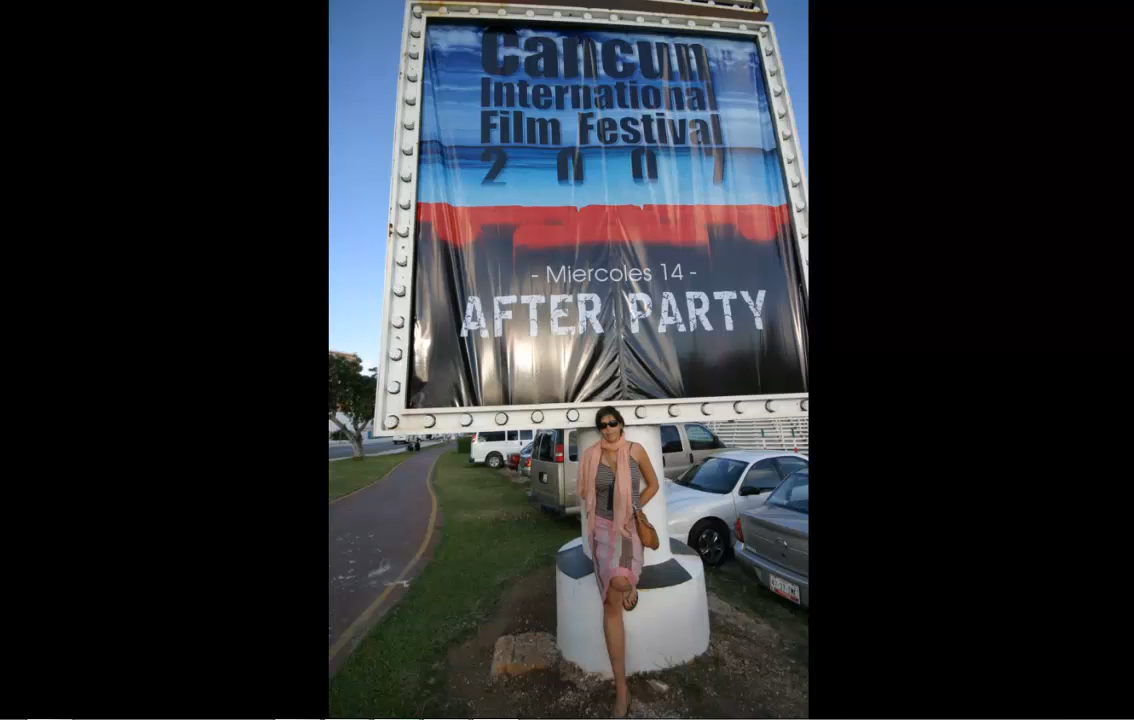 Cancun
International
Film Festival
2007
- Miercoles 14 -
AFTER PARTY